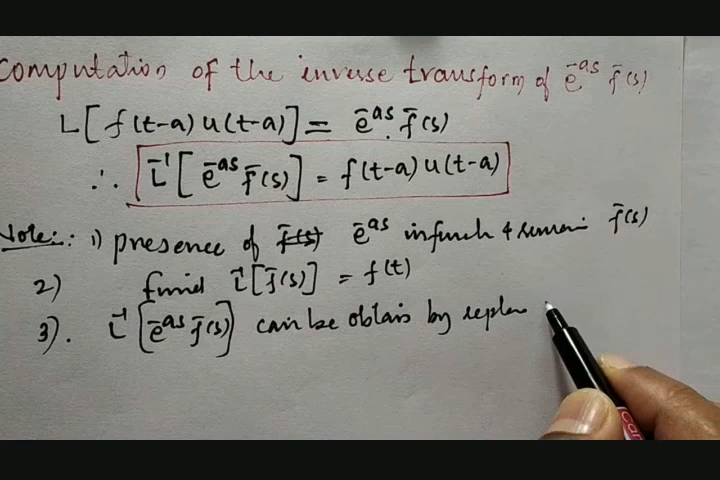 computation of the inverse transform of e^-as f̄(s)
L[f(t-a) u(t-a)] = e^-as. f̄(s)
∴ L^-1[e^-as f̄(s)] = f(t-a) u(t-a)
Note:: 1) presence of f̄(s) e^-as in funch & remain f̄(s)
2) find L^-1[f̄(s)] = f(t)
3). L^-1[e^-as f̄(s)] can be obtain by replac